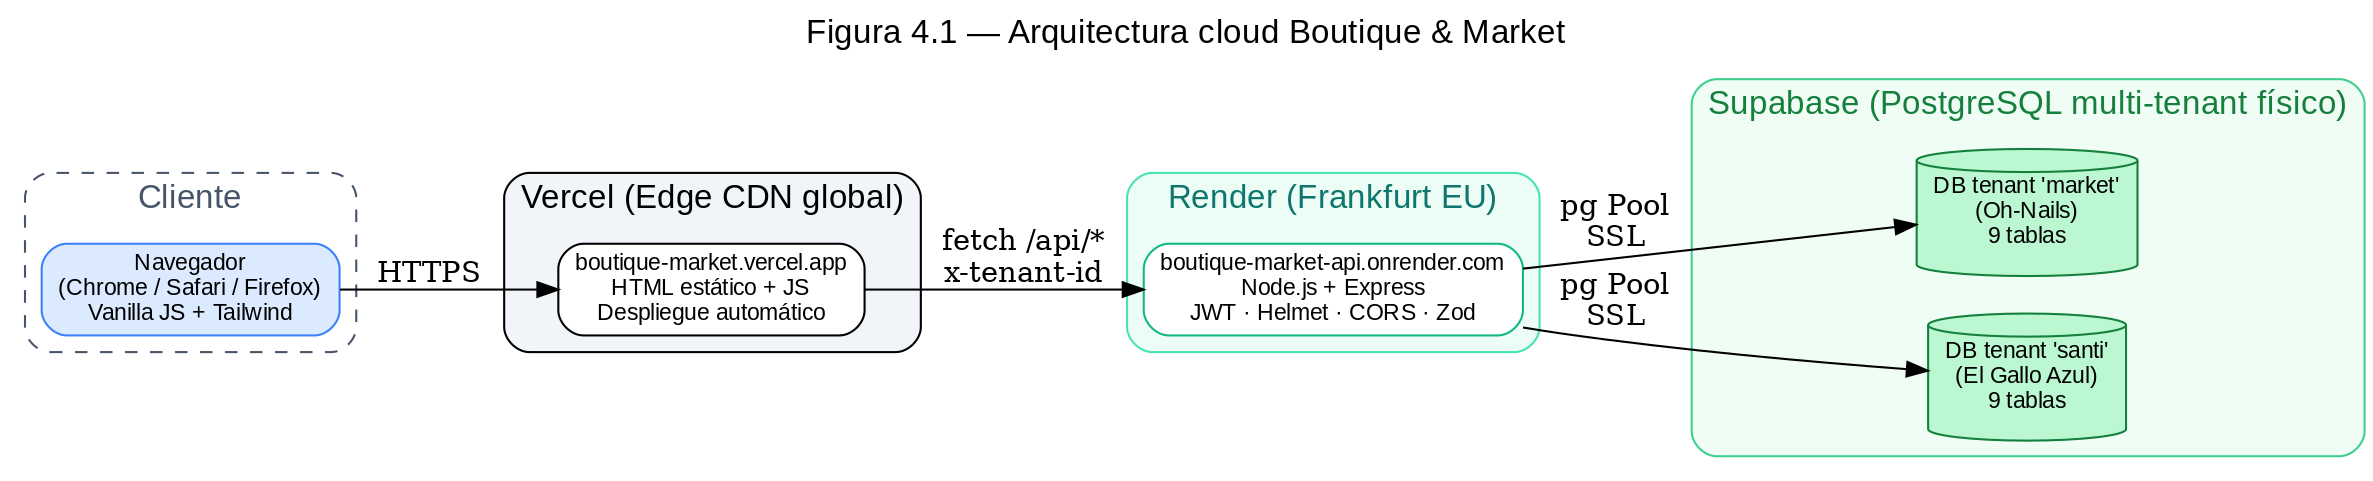 Figura 4.1 — Arquitectura cloud Boutique & Market
Cliente
Navegador
(Chrome / Safari / Firefox)
Vanilla JS + Tailwind
HTTPS
Vercel (Edge CDN global)
boutique-market.vercel.app
HTML estático + JS
Despliegue automático
fetch /api/*
x-tenant-id
Render (Frankfurt EU)
boutique-market-api.onrender.com
Node.js + Express
JWT · Helmet · CORS · Zod
pg Pool
SSL
pg Pool
SSL
Supabase (PostgreSQL multi-tenant físico)
DB tenant 'market'
(Oh-Nails)
9 tablas
DB tenant 'santi'
(El Gallo Azul)
9 tablas